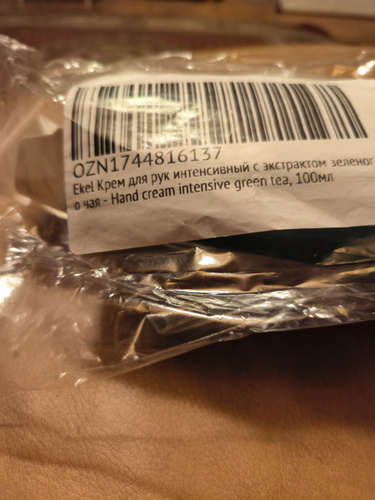 OZN1744816137
Ekel Крем для рук интенсивный с экстрактом зеленог
о чая - Hand cream intensive green tea, 100мл